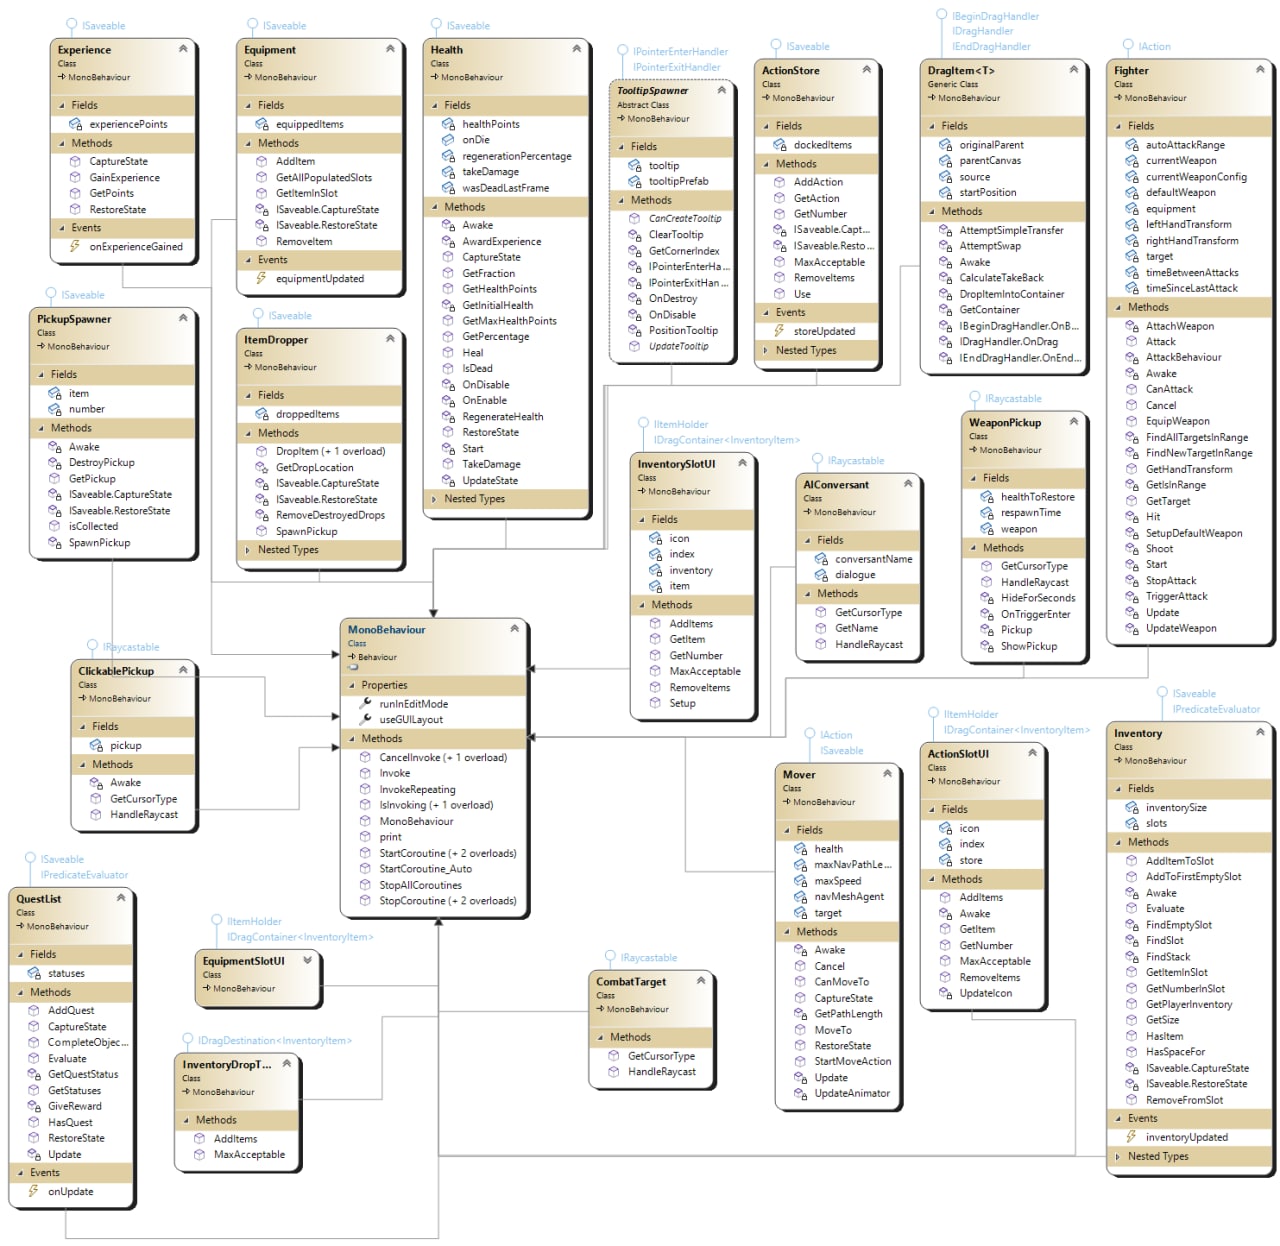 ISaveable
Experience
Class
MonoBehaviour
Fields
experiencePoints
Methods
CaptureState
GainExperience
GetPoints
RestoreState
Events
onExperienceGained
ISaveable
Equipment
Class
MonoBehaviour
Fields
equippedItems
Methods
AddItem
GetAllPopulatedSlots
GetItemInSlot
ISaveable.CaptureState
ISaveable.RestoreState
RemoveItem
Events
equipmentUpdated
ISaveable
Health
Class
MonoBehaviour
Fields
healthPoints
onDie
regenerationPercentage
takeDamage
wasDeadLastFrame
Methods
Awake
AwardExperience
CaptureState
GetFraction
GetHealthPoints
GetInitialHealth
GetMaxHealthPoints
GetPercentage
Heal
IsDead
OnDisable
OnEnable
RegenerateHealth
RestoreState
Start
TakeDamage
UpdateState
Nested Types
IPointerEnterHandler
IPointerExitHandler
TooltipSpawner
Abstract Class
MonoBehaviour
Fields
tooltip
tooltipPrefab
Methods
CanCreateTooltip
ClearTooltip
GetCornerIndex
IPointerEnterHa...
IPointerExitHan...
OnDestroy
OnDisable
PositionTooltip
UpdateTooltip
ISaveable
ActionStore
Class
MonoBehaviour
Fields
dockedItems
Methods
AddAction
GetAction
GetNumber
ISaveable.Capt...
ISaveable.Resto...
MaxAcceptable
RemoveItems
Use
Events
storeUpdated
Nested Types
IBeginDragHandler
IDragHandler
IEndDragHandler
DragItem<T>
Generic Class
MonoBehaviour
Fields
originalParent
parentCanvas
source
startPosition
Methods
AttemptSimpleTransfer
AttemptSwap
Awake
CalculateTakeBack
DropItemIntoContainer
GetContainer
IBeginDragHandler.OnB...
IDragHandler.OnDrag
IEndDragHandler.OnEnd...
IAction
Fighter
Class
MonoBehaviour
Fields
autoAttackRange
currentWeapon
currentWeaponConfig
defaultWeapon
equipment
leftHandTransform
rightHandTransform
target
timeBetweenAttacks
timeSinceLastAttack
Methods
AttachWeapon
Attack
AttackBehaviour
Awake
CanAttack
Cancel
EquipWeapon
FindAllTargetsInRange
FindNewTargetInRange
GetHandTransform
GetIsInRange
GetTarget
Hit
SetupDefaultWeapon
Shoot
Start
StopAttack
TriggerAttack
Update
UpdateWeapon
ISaveable
PickupSpawner
Class
MonoBehaviour
Fields
item
number
Methods
Awake
DestroyPickup
GetPickup
ISaveable.CaptureState
ISaveable.RestoreState
isCollected
SpawnPickup
ISaveable
ItemDropper
Class
MonoBehaviour
Fields
droppedItems
Methods
DropItem (+ 1 overload)
GetDropLocation
ISaveable.CaptureState
ISaveable.RestoreState
RemoveDestroyedDrops
SpawnPickup
Nested Types
IItemHolder
IDragContainer<InventoryItem>
InventorySlotUI
Class
MonoBehaviour
Fields
icon
index
inventory
item
Methods
AddItems
GetItem
GetNumber
MaxAcceptable
RemoveItems
Setup
IRaycastable
AIConversant
Class
MonoBehaviour
Fields
conversantName
dialogue
Methods
GetCursorType
GetName
HandleRaycast
IRaycastable
WeaponPickup
Class
MonoBehaviour
Fields
healthToRestore
respawnTime
weapon
Methods
GetCursorType
HandleRaycast
HideForSeconds
OnTriggerEnter
Pickup
ShowPickup
IRaycastable
ClickablePickup
Class
MonoBehaviour
Fields
pickup
Methods
Awake
GetCursorType
HandleRaycast
MonoBehaviour
Class
Behaviour
Properties
runInEditMode
useGUILayout
Methods
CancelInvoke (+ 1 overload)
Invoke
InvokeRepeating
IsInvoking (+ 1 overload)
MonoBehaviour
print
StartCoroutine (+ 2 overloads)
StartCoroutine_Auto
StopAllCoroutines
StopCoroutine (+ 2 overloads)
IAction
ISaveable
Mover
Class
MonoBehaviour
Fields
health
maxNavPathLe...
maxSpeed
navMeshAgent
target
Methods
Awake
Cancel
CanMoveTo
CaptureState
GetPathLength
MoveTo
RestoreState
StartMoveAction
Update
UpdateAnimator
IItemHolder
IDragContainer<InventoryItem>
ActionSlotUI
Class
MonoBehaviour
Fields
icon
index
store
Methods
AddItems
Awake
GetItem
GetNumber
MaxAcceptable
RemoveItems
UpdateIcon
ISaveable
IPredicateEvaluator
Inventory
Class
MonoBehaviour
Fields
inventorySize
slots
Methods
AddItemToSlot
AddToFirstEmptySlot
Awake
Evaluate
FindEmptySlot
FindSlot
FindStack
GetItemInSlot
GetNumberInSlot
GetPlayerInventory
GetSize
HasItem
HasSpaceFor
ISaveable.CaptureState
ISaveable.RestoreState
RemoveFromSlot
Events
inventoryUpdated
Nested Types
ISaveable
IPredicateEvaluator
QuestList
Class
MonoBehaviour
Fields
statuses
Methods
AddQuest
CaptureState
CompleteObjec...
Evaluate
GetQuestStatus
GetStatuses
GiveReward
HasQuest
RestoreState
Update
Events
onUpdate
IItemHolder
IDragContainer<InventoryItem>
EquipmentSlotUI
Class
MonoBehaviour
IDragDestination<InventoryItem>
InventoryDropT...
Class
MonoBehaviour
Methods
AddItems
MaxAcceptable
IRaycastable
CombatTarget
Class
MonoBehaviour
Methods
GetCursorType
HandleRaycast